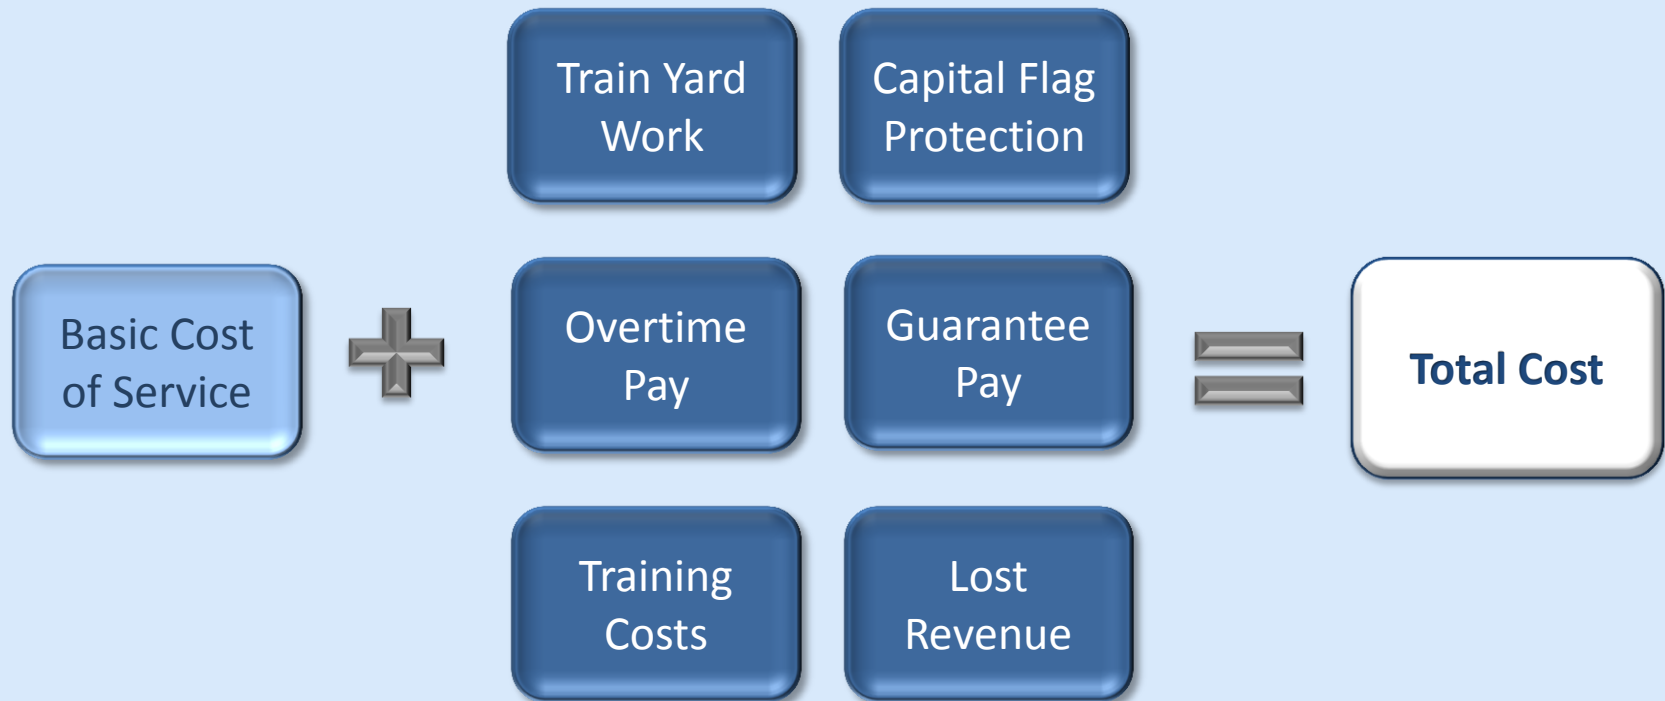 Train Yard
Work
Capital Flag
Protection
Basic Cost
of Service
Overtime
Pay
Guarantee
Pay
Total Cost
Training
Costs
Lost
Revenue